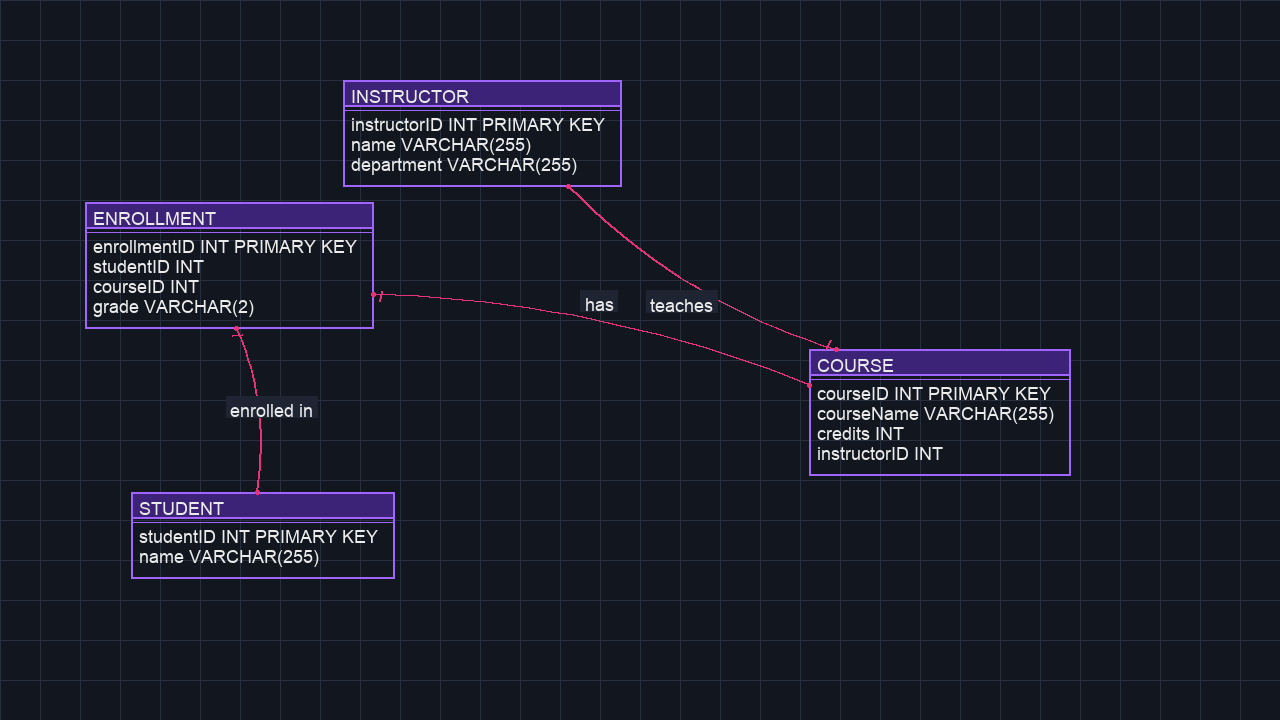 INSTRUCTOR
instructorID INT PRIMARY KEY
name VARCHAR(255)
department VARCHAR(255)
ENROLLMENT
enrollmentID INT PRIMARY KEY
studentID INT
courseID INT
grade VARCHAR(2)
has
teaches
COURSE
courseID INT PRIMARY KEY
courseName VARCHAR(255)
credits INT
instructorID INT
enrolled in
STUDENT
studentID INT PRIMARY KEY
name VARCHAR(255)